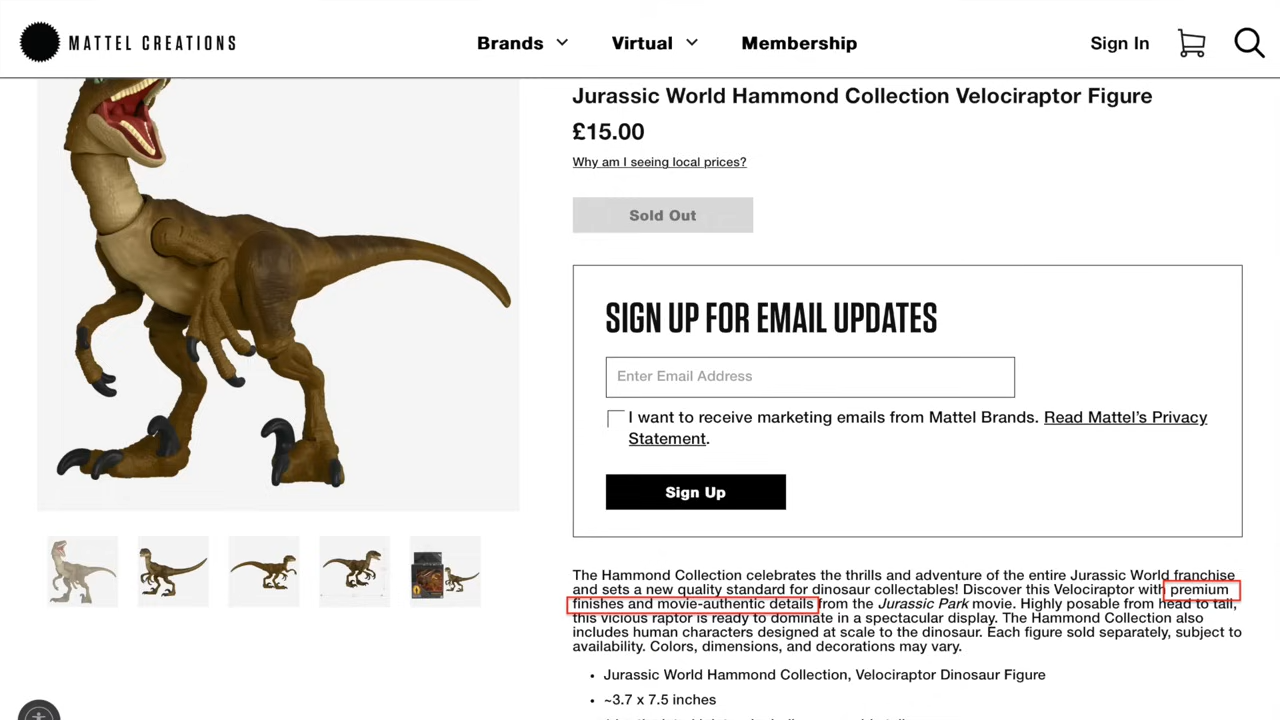 MATTEL CREATIONS
Brands
Virtual
Membership
Sign In
Jurassic World Hammond Collection Velociraptor Figure
£15.00
Why am I seeing local prices?
Sold Out
SIGN UP FOR EMAIL UPDATES
Enter Email Address
I want to receive marketing emails from Mattel Brands. Read Mattel's Privacy
Statement.
Sign Up
The Hammond Collection celebrates the thrills and adventure of the entire Jurassic World franchise
and sets a new quality standard for dinosaur collectables! Discover this Velociraptor with premium
finishes and movie-authentic details from the Jurassic Park movie. Highly posable from head to tail,
this vicious raptor is ready to dominate in a spectacular display. The Hammond Collection also
includes human characters designed at scale to the dinosaur. Each figure sold separately, subject to
availability. Colors, dimensions, and decorations may vary.
• Jurassic World Hammond Collection, Velociraptor Dinosaur Figure
• ~3.7 x 7.5 inches